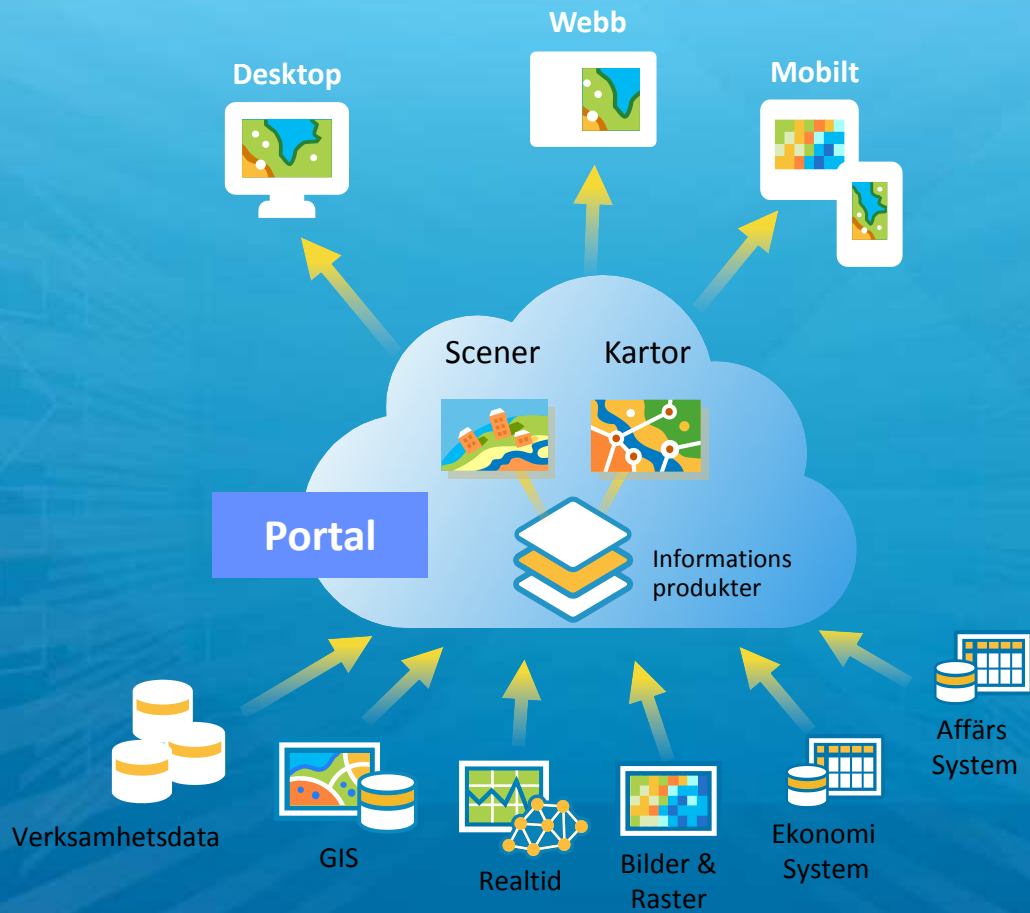 Webb
Desktop
Mobilt
Scener
Kartor
Portal
Informations
produkter
Verksamhetsdata
GIS
Realtid
Bilder &
Raster
Ekonomi
System
Affärs
System